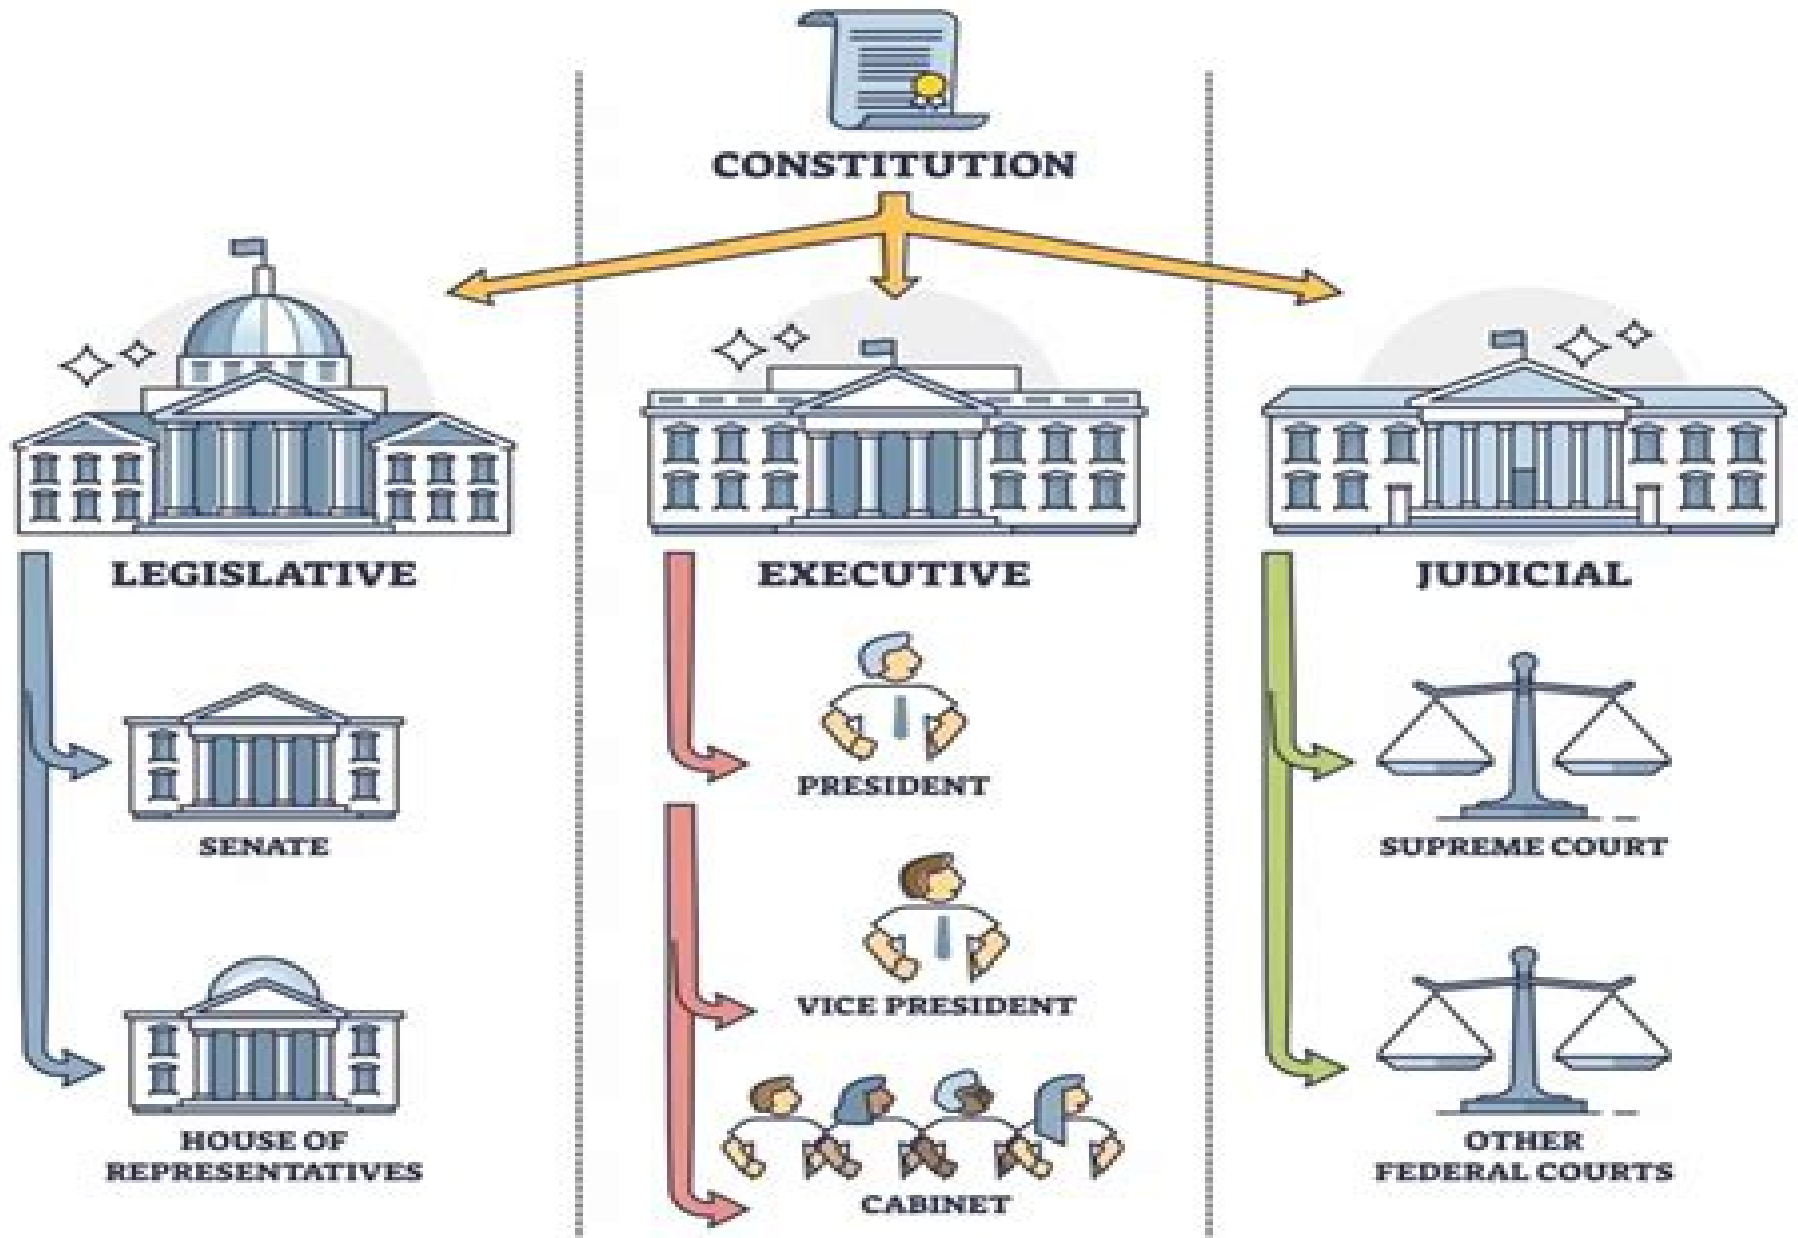 CONSTITUTION
LEGISLATIVE
SENATE
HOUSE OF
REPRESENTATIVES
EXECUTIVE
PRESIDENT
VICE PRESIDENT
CABINET
JUDICIAL
SUPREME COURT
OTHER
FEDERAL COURTS